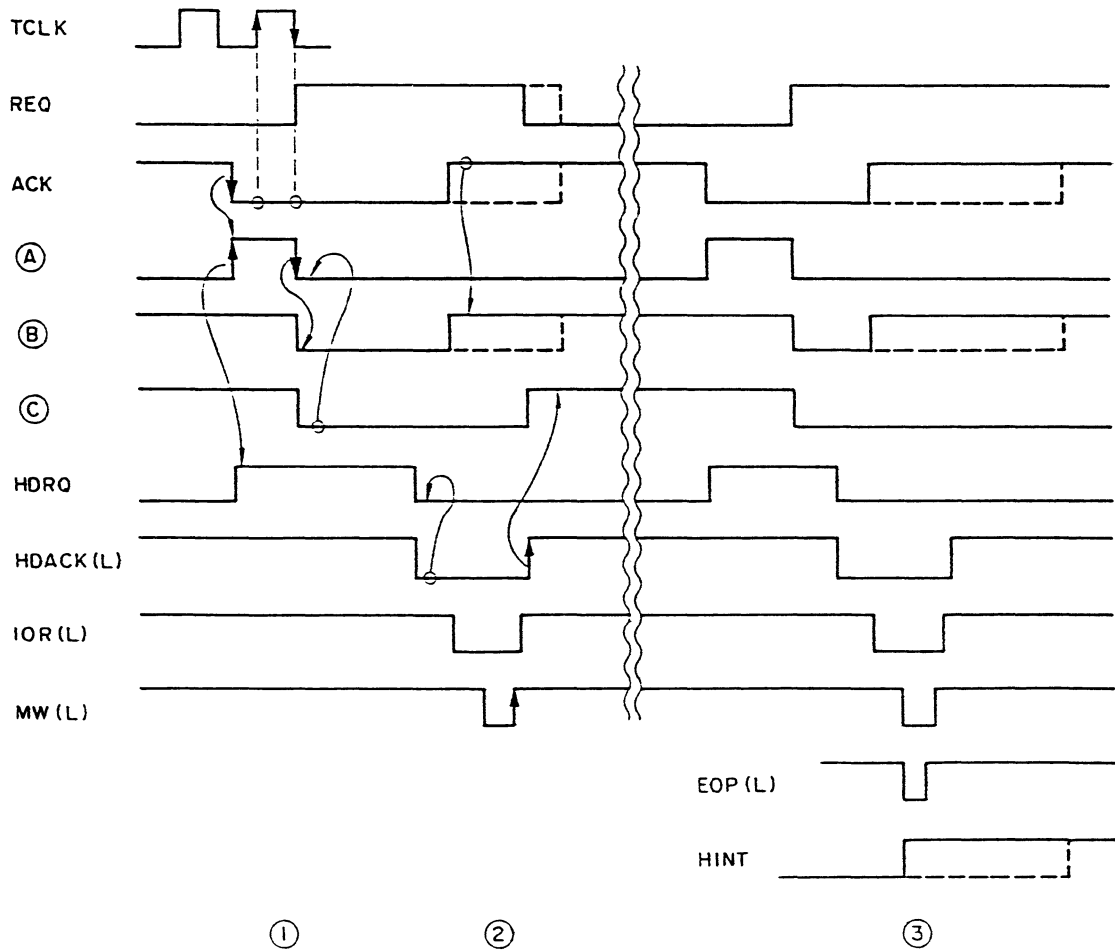 TCLK
REQ
ACK
A
B
C
HDRQ
HDACK (L)
IOR (L)
MW (L)
EOP (L)
HINT
1 2 3